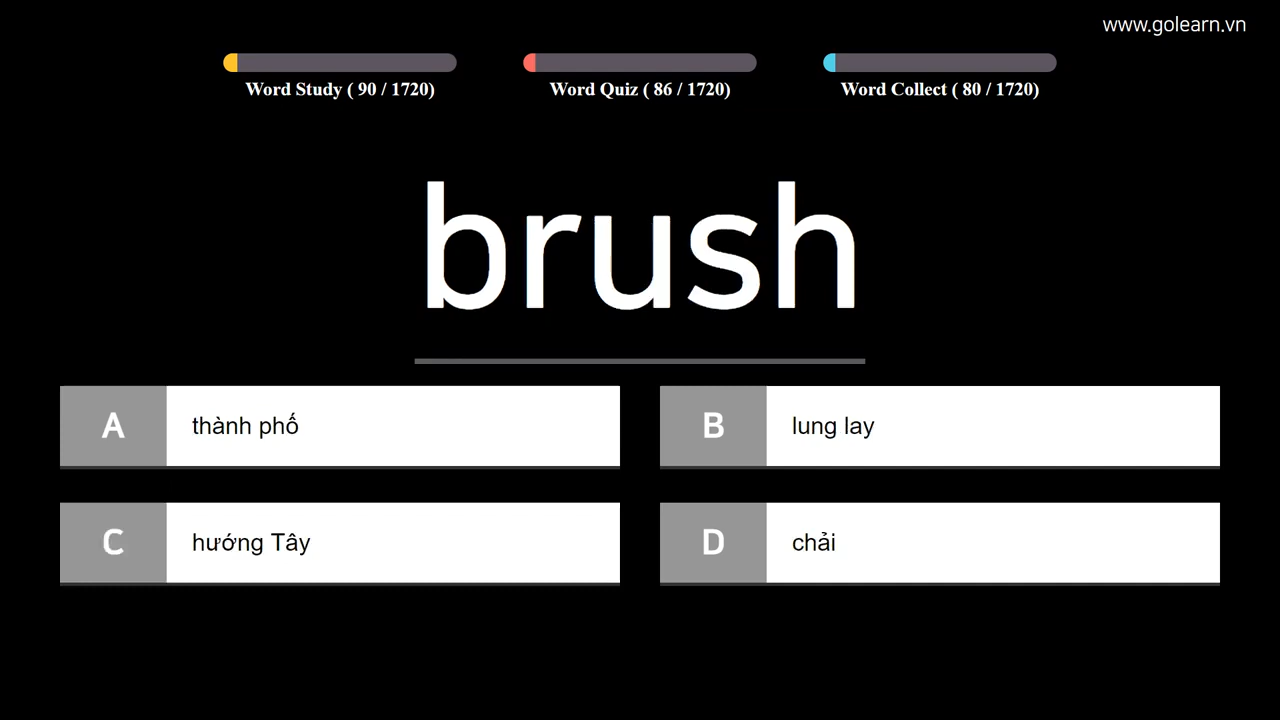 www.golearn.vn
Word Study ( 90 / 1720)
Word Quiz ( 86 / 1720)
Word Collect ( 80 / 1720)
brush
A thành phố
B lung lay
C hướng Tây
D chải